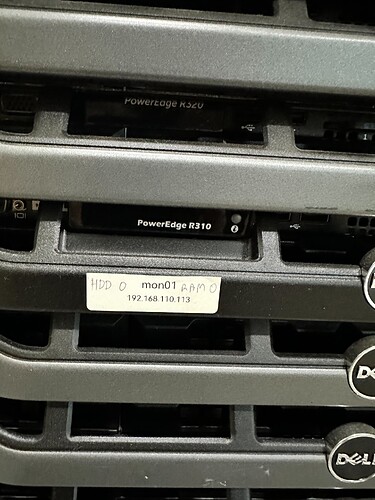 PowerEdge R320
PowerEdge R310
HDD 0 mon01 RAM 0
192.168.110.113
DELL